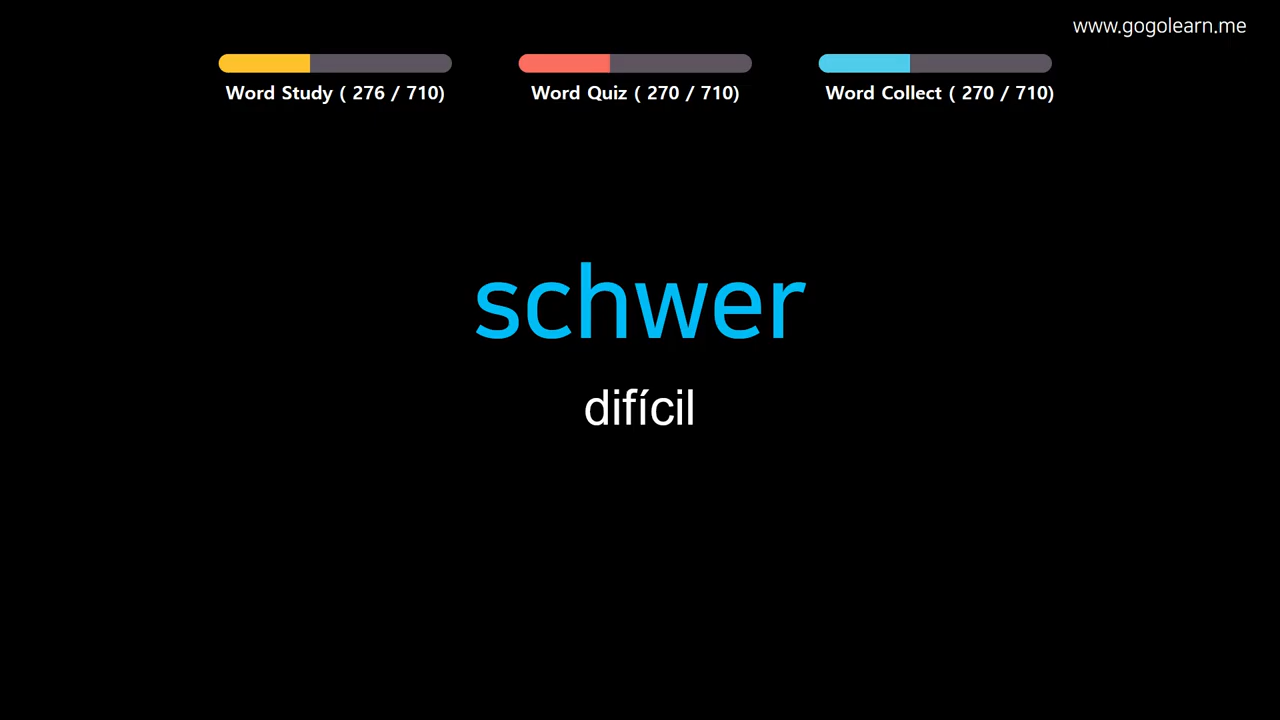 www.gogolearn.me
Word Study ( 276 / 710)
Word Quiz ( 270 / 710)
Word Collect ( 270 / 710)
schwer
difícil